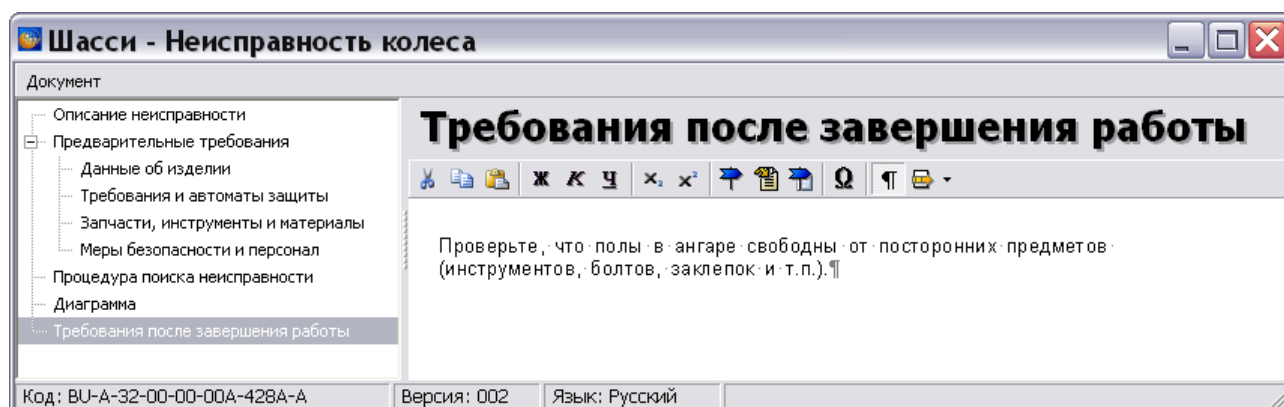 Шасси - Неисправность колеса
Документ
Описание неисправности
Предварительные требования
Данные об изделии
Требования и автоматы защиты
Запчасти, инструменты и материалы
Меры безопасности и персонал
Процедура поиска неисправности
Диаграмма
Требования после завершения работы
Требования после завершения работы
Ж К Ч x₂ x² Ω ¶
Проверьте, что полы в ангаре свободны от посторонних предметов
(инструментов, болтов, заклепок и т.п.).¶
Код: BU-A-32-00-00-00A-428A-A
Версия: 002
Язык: Русский